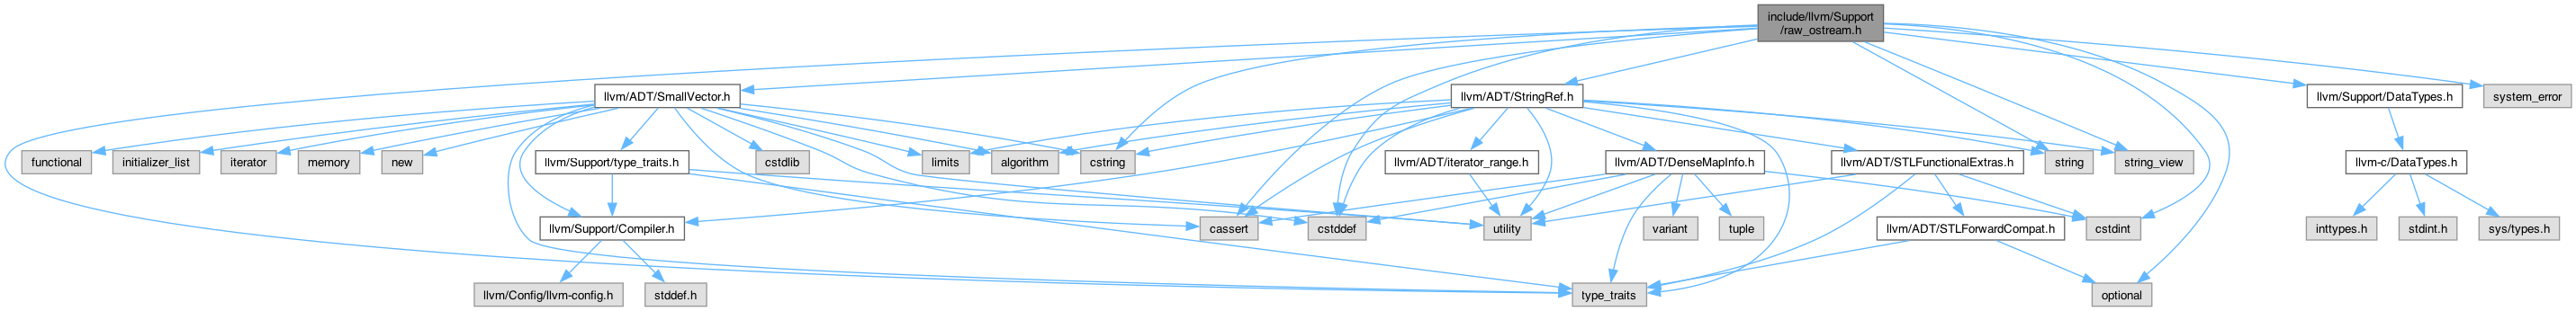 include/llvm/Support
/raw_ostream.h
llvm/ADT/SmallVector.h
llvm/ADT/StringRef.h
llvm/Support/DataTypes.h
system_error
functional
initializer_list
iterator
memory
new
llvm/Support/type_traits.h
cstdlib
limits
algorithm
cstring
llvm/ADT/iterator_range.h
llvm/ADT/DenseMapInfo.h
llvm/ADT/STLFunctionalExtras.h
string
string_view
llvm-c/DataTypes.h
llvm/Support/Compiler.h
cassert
cstddef
utility
variant
tuple
llvm/ADT/STLForwardCompat.h
cstdint
inttypes.h
stdint.h
sys/types.h
llvm/Config/llvm-config.h
stddef.h
type_traits
optional